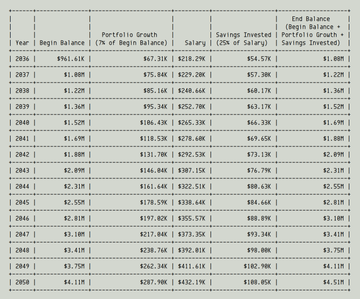 | Year | Begin Balance | Portfolio Growth (7% of Begin Balance) | Salary | Savings Invested (25% of Salary) | End Balance (Begin Balance + Portfolio Growth + Savings Invested) |
| 2036 | $961.61K | $67.31K | $218.29K | $54.57K | $1.08M |
| 2037 | $1.08M | $75.84K | $229.20K | $57.30K | $1.22M |
| 2038 | $1.22M | $85.16K | $240.66K | $60.17K | $1.36M |
| 2039 | $1.36M | $95.34K | $252.70K | $63.17K | $1.52M |
| 2040 | $1.52M | $106.43K | $265.33K | $66.33K | $1.69M |
| 2041 | $1.69M | $118.53K | $278.60K | $69.65K | $1.88M |
| 2042 | $1.88M | $131.70K | $292.53K | $73.13K | $2.09M |
| 2043 | $2.09M | $146.04K | $307.15K | $76.79K | $2.31M |
| 2044 | $2.31M | $161.64K | $322.51K | $80.63K | $2.55M |
| 2045 | $2.55M | $178.59K | $338.64K | $84.66K | $2.81M |
| 2046 | $2.81M | $197.02K | $355.57K | $88.89K | $3.10M |
| 2047 | $3.10M | $217.04K | $373.35K | $93.34K | $3.41M |
| 2048 | $3.41M | $238.76K | $392.01K | $98.00K | $3.75M |
| 2049 | $3.75M | $262.34K | $411.61K | $102.90K | $4.11M |
| 2050 | $4.11M | $287.90K | $432.19K | $108.05K | $4.51M |